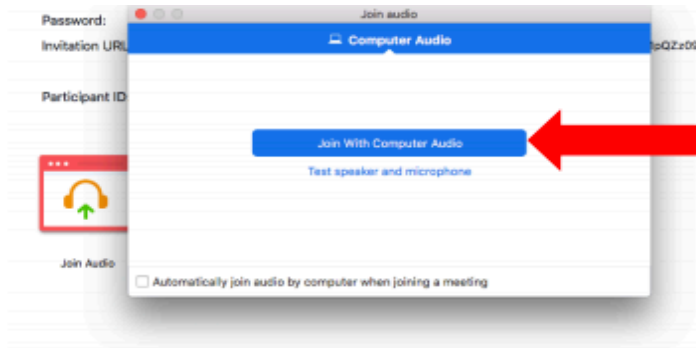 Join audio
Password:
Computer Audio
Invitation URL
Participant ID
Join With Computer Audio
Test speaker and microphone
Join Audio
Automatically join audio by computer when joining a meeting